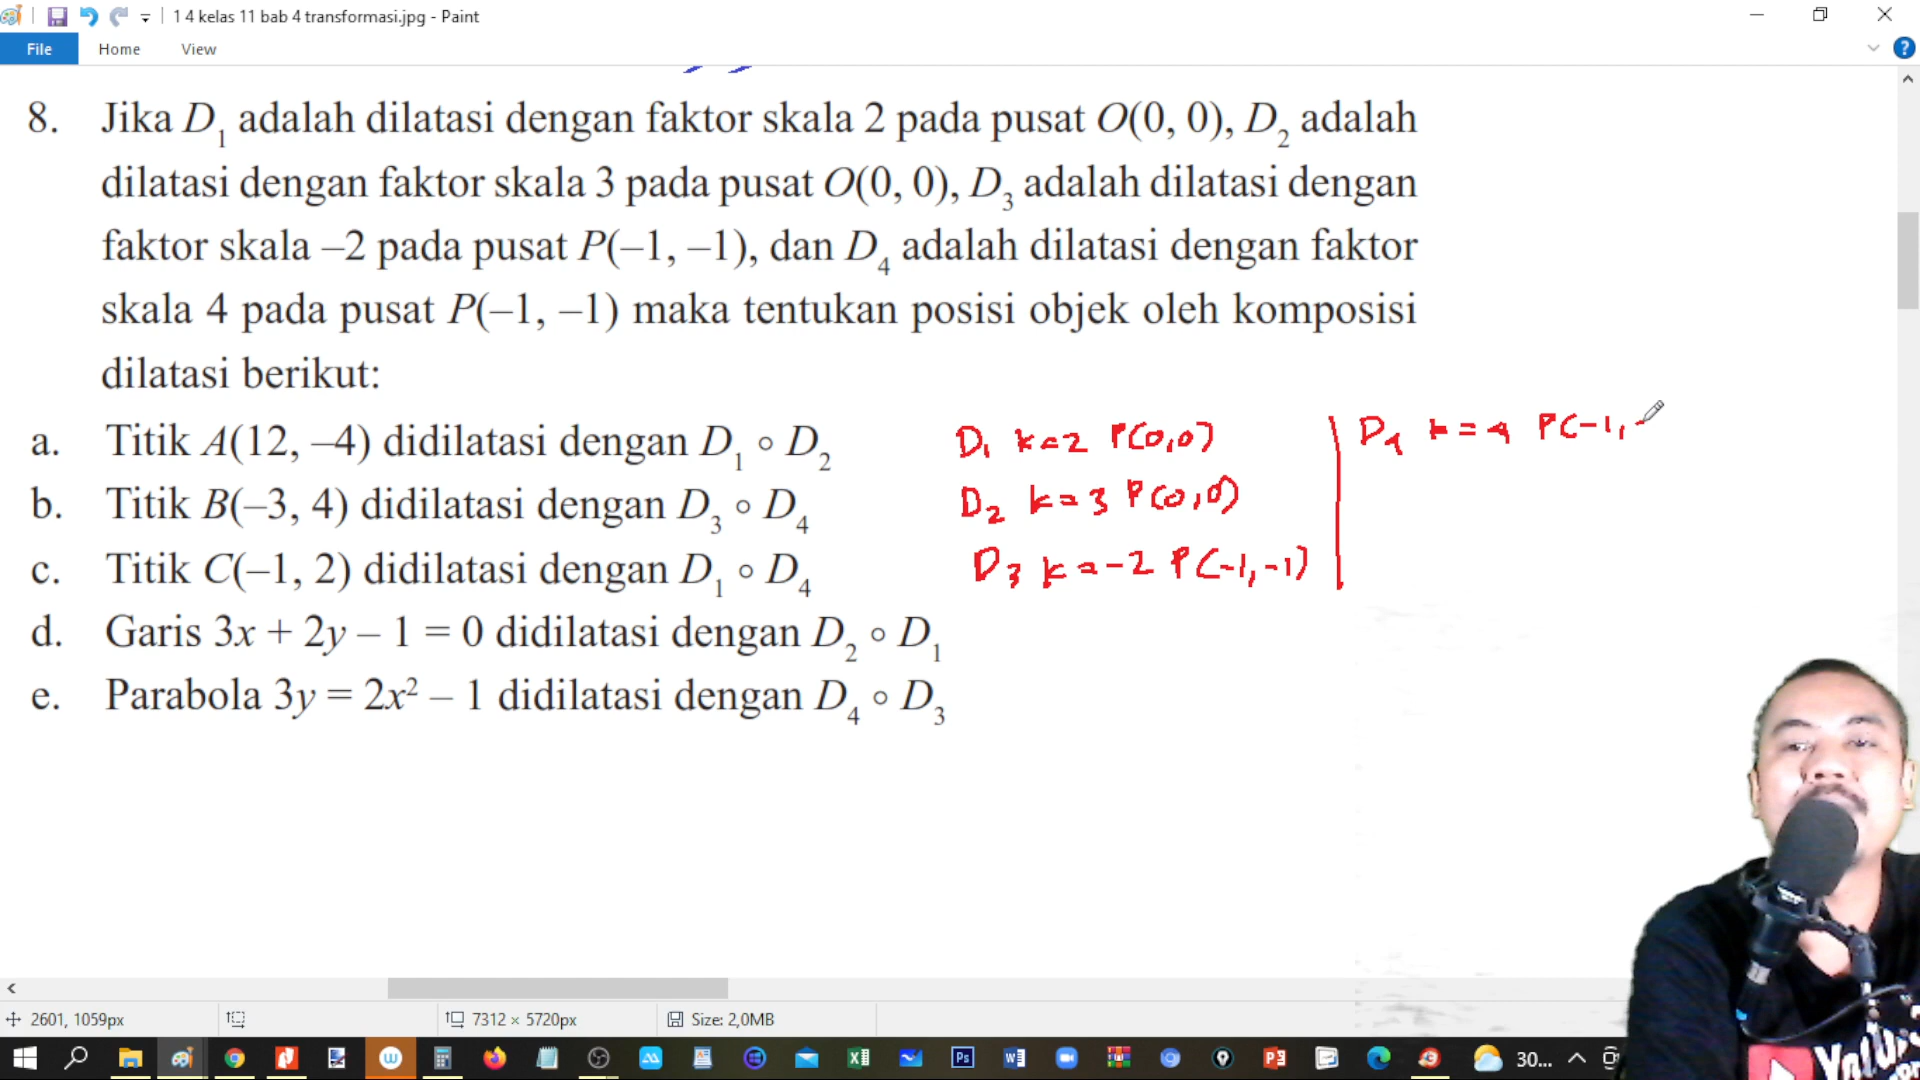 1 4 kelas 11 bab 4 transformasi.jpg - Paint
File Home View
8. Jika D₁ adalah dilatasi dengan faktor skala 2 pada pusat O(0, 0), D₂ adalah
dilatasi dengan faktor skala 3 pada pusat O(0, 0), D₃ adalah dilatasi dengan
faktor skala –2 pada pusat P(–1, –1), dan D₄ adalah dilatasi dengan faktor
skala 4 pada pusat P(–1, –1) maka tentukan posisi objek oleh komposisi
dilatasi berikut:
a. Titik A(12, –4) didilatasi dengan D₁ ∘ D₂
b. Titik B(–3, 4) didilatasi dengan D₃ ∘ D₄
c. Titik C(–1, 2) didilatasi dengan D₁ ∘ D₄
d. Garis 3x + 2y – 1 = 0 didilatasi dengan D₂ ∘ D₁
e. Parabola 3y = 2x² – 1 didilatasi dengan D₄ ∘ D₃
D₁ k=2 P(0,0)
D₂ k=3 P(0,0)
D₃ k=-2 P(-1,-1)
D₄ k=4 P(-1,
2601, 1059px 7312 × 5720px Size: 2,0MB
30...